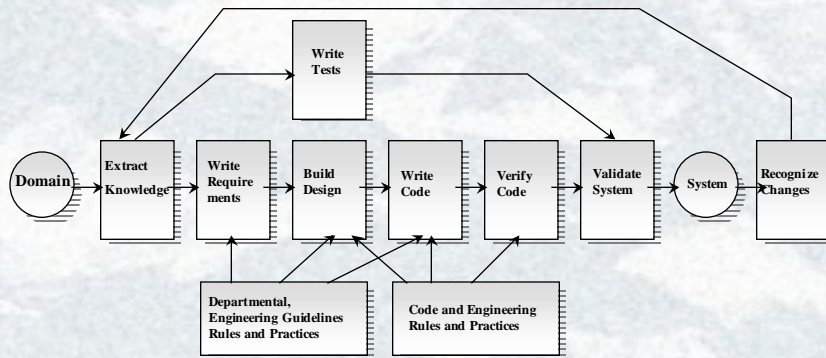 Write
Tests
Domain
Extract
Knowledge
Write
Require
ments
Build
Design
Write
Code
Verify
Code
Validate
System
System
Recognize
Changes
Departmental,
Engineering Guidelines
Rules and Practices
Code and Engineering
Rules and Practices